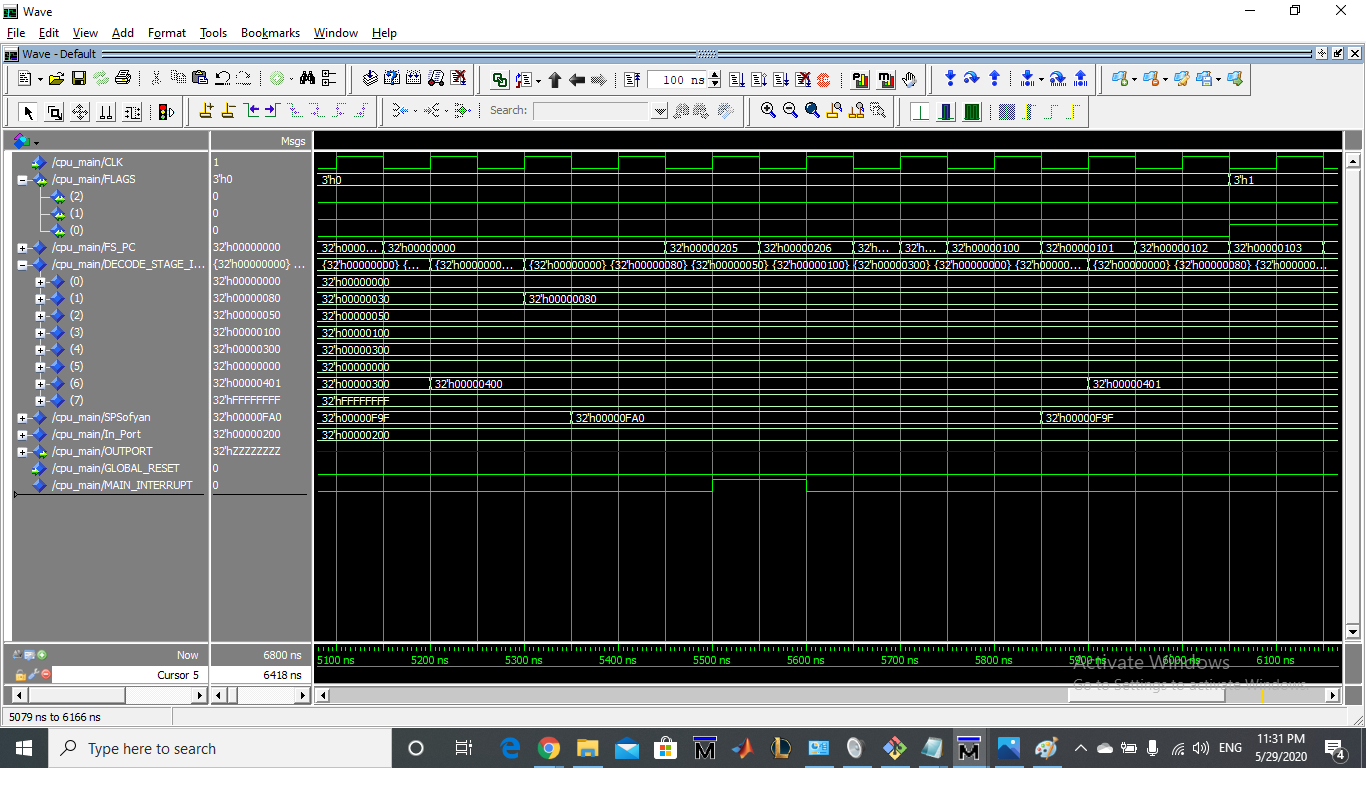 Wave
File Edit View Add Format Tools Bookmarks Window Help
Wave - Default
100 ns
Search:
Msgs
/cpu_main/CLK 1
/cpu_main/FLAGS 3'h0 3'h0 3'h1
(2) 0
(1) 0
(0) 0
/cpu_main/FS_PC 32'h00000000 32'h0000... 32'h00000000 32'h00000205 32'h00000206 32'h... 32'h... 32'h00000100 32'h00000101 32'h00000102 32'h00000103
/cpu_main/DECODE_STAGE_I... {32'h00000000} ... {32'h00000000} {... {32'h0000000... {32'h00000000} {32'h00000080} {32'h00000050} {32'h00000100} {32'h00000300} {32'h00000000} {32'h00000... {32'h00000000} {32'h00000080} {32'h000000...
(0) 32'h00000000 32'h00000000
(1) 32'h00000080 32'h00000030 32'h00000080
(2) 32'h00000050 32'h00000050
(3) 32'h00000100 32'h00000100
(4) 32'h00000300 32'h00000300
(5) 32'h00000000 32'h00000000
(6) 32'h00000401 32'h00000300 32'h00000400 32'h00000401
(7) 32'hFFFFFFFF 32'hFFFFFFFF
/cpu_main/SPSofyan 32'h00000FA0 32'h00000F9F 32'h00000FA0 32'h00000F9F
/cpu_main/In_Port 32'h00000200 32'h00000200
/cpu_main/OUTPORT 32'hZZZZZZZZ
/cpu_main/GLOBAL_RESET 0
/cpu_main/MAIN_INTERRUPT 0
Now 6800 ns 5100 ns 5200 ns 5300 ns 5400 ns 5500 ns 5600 ns 5700 ns 5800 ns 5900 ns 6000 ns 6100 ns
Activate Windows
Cursor 5 6418 ns
Go to Settings to activate Windows.
5079 ns to 6166 ns
Type here to search
ENG
11:31 PM
5/29/2020
4